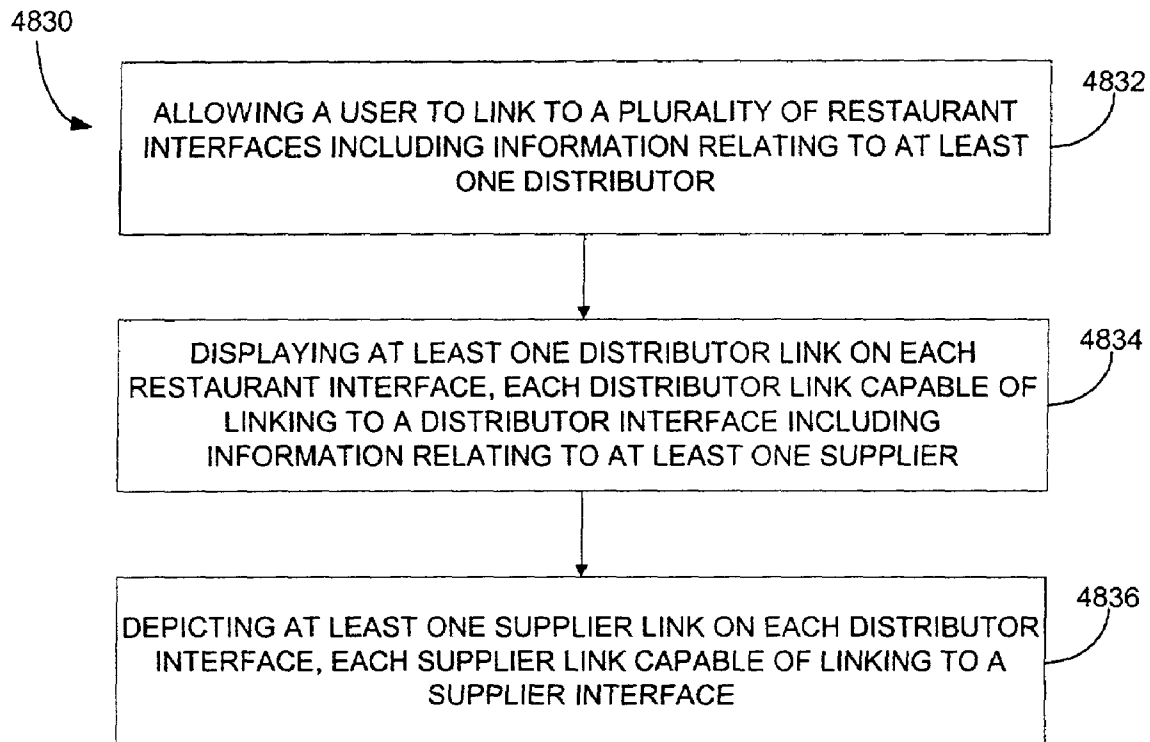 4830
ALLOWING A USER TO LINK TO A PLURALITY OF RESTAURANT
INTERFACES INCLUDING INFORMATION RELATING TO AT LEAST
ONE DISTRIBUTOR
4832
DISPLAYING AT LEAST ONE DISTRIBUTOR LINK ON EACH
RESTAURANT INTERFACE, EACH DISTRIBUTOR LINK CAPABLE OF
LINKING TO A DISTRIBUTOR INTERFACE INCLUDING
INFORMATION RELATING TO AT LEAST ONE SUPPLIER
4834
DEPICTING AT LEAST ONE SUPPLIER LINK ON EACH DISTRIBUTOR
INTERFACE, EACH SUPPLIER LINK CAPABLE OF LINKING TO A
SUPPLIER INTERFACE
4836